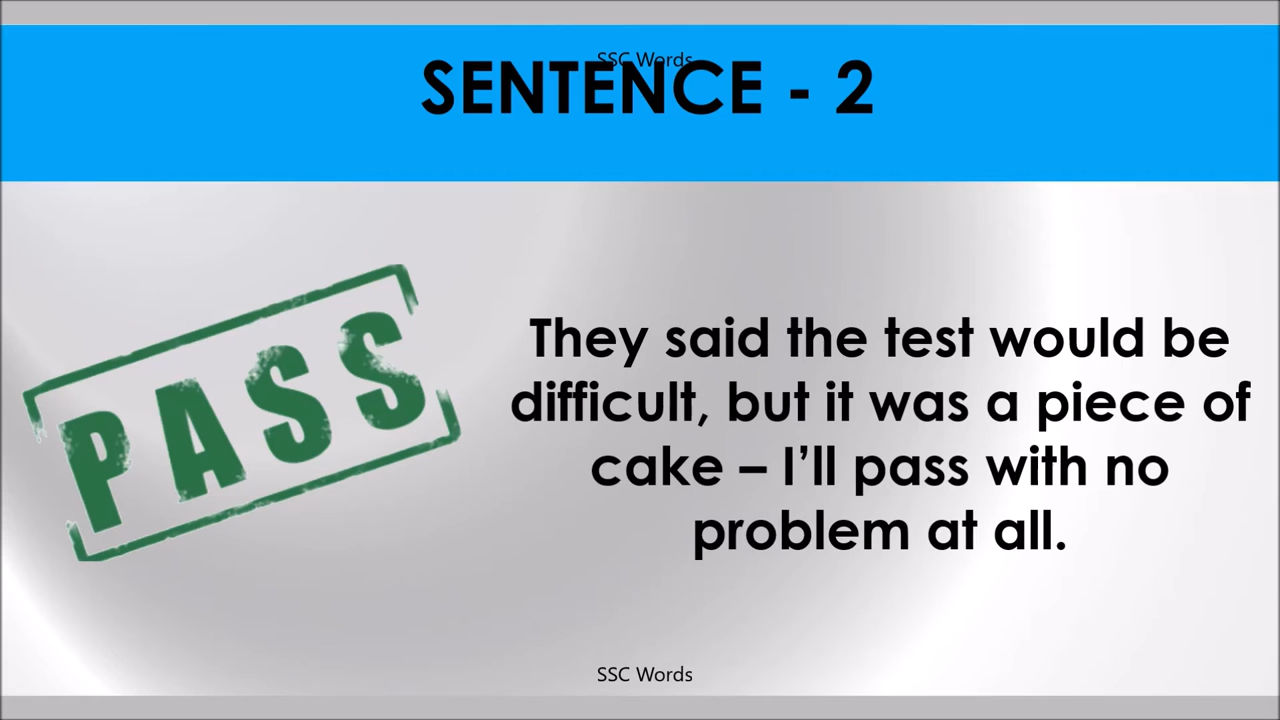 SSC Words
SENTENCE - 2
PASS
They said the test would be
difficult, but it was a piece of
cake – I’ll pass with no
problem at all.
SSC Words